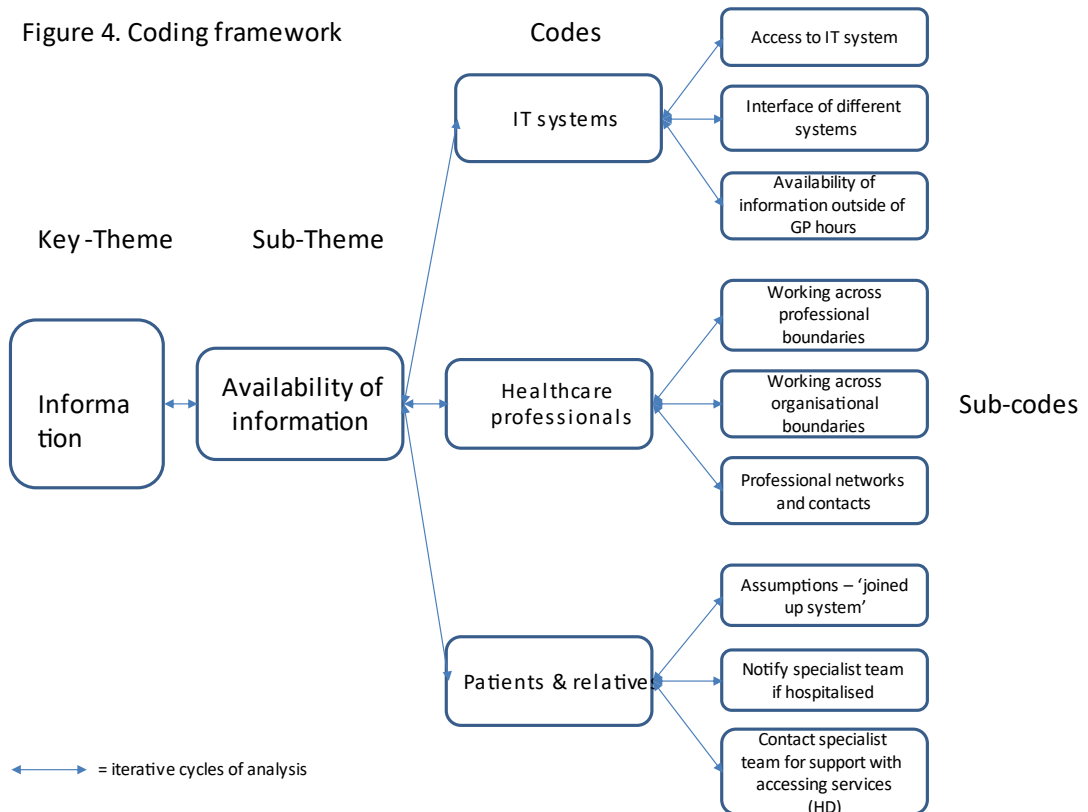 Figure 4. Coding framework
Codes
Key -Theme
Sub-Theme
Sub-codes
Informa
tion
Availability of
information
IT systems
Access to IT system
Interface of different
systems
Availability of
information outside of
GP hours
Healthcare
professionals
Working across
professional
boundaries
Working across
organisational
boundaries
Professional networks
and contacts
Patients & relatives
Assumptions – ‘joined
up system’
Notify specialist team
if hospitalised
Contact specialist
team for support with
accessing services
(HD)
= iterative cycles of analysis